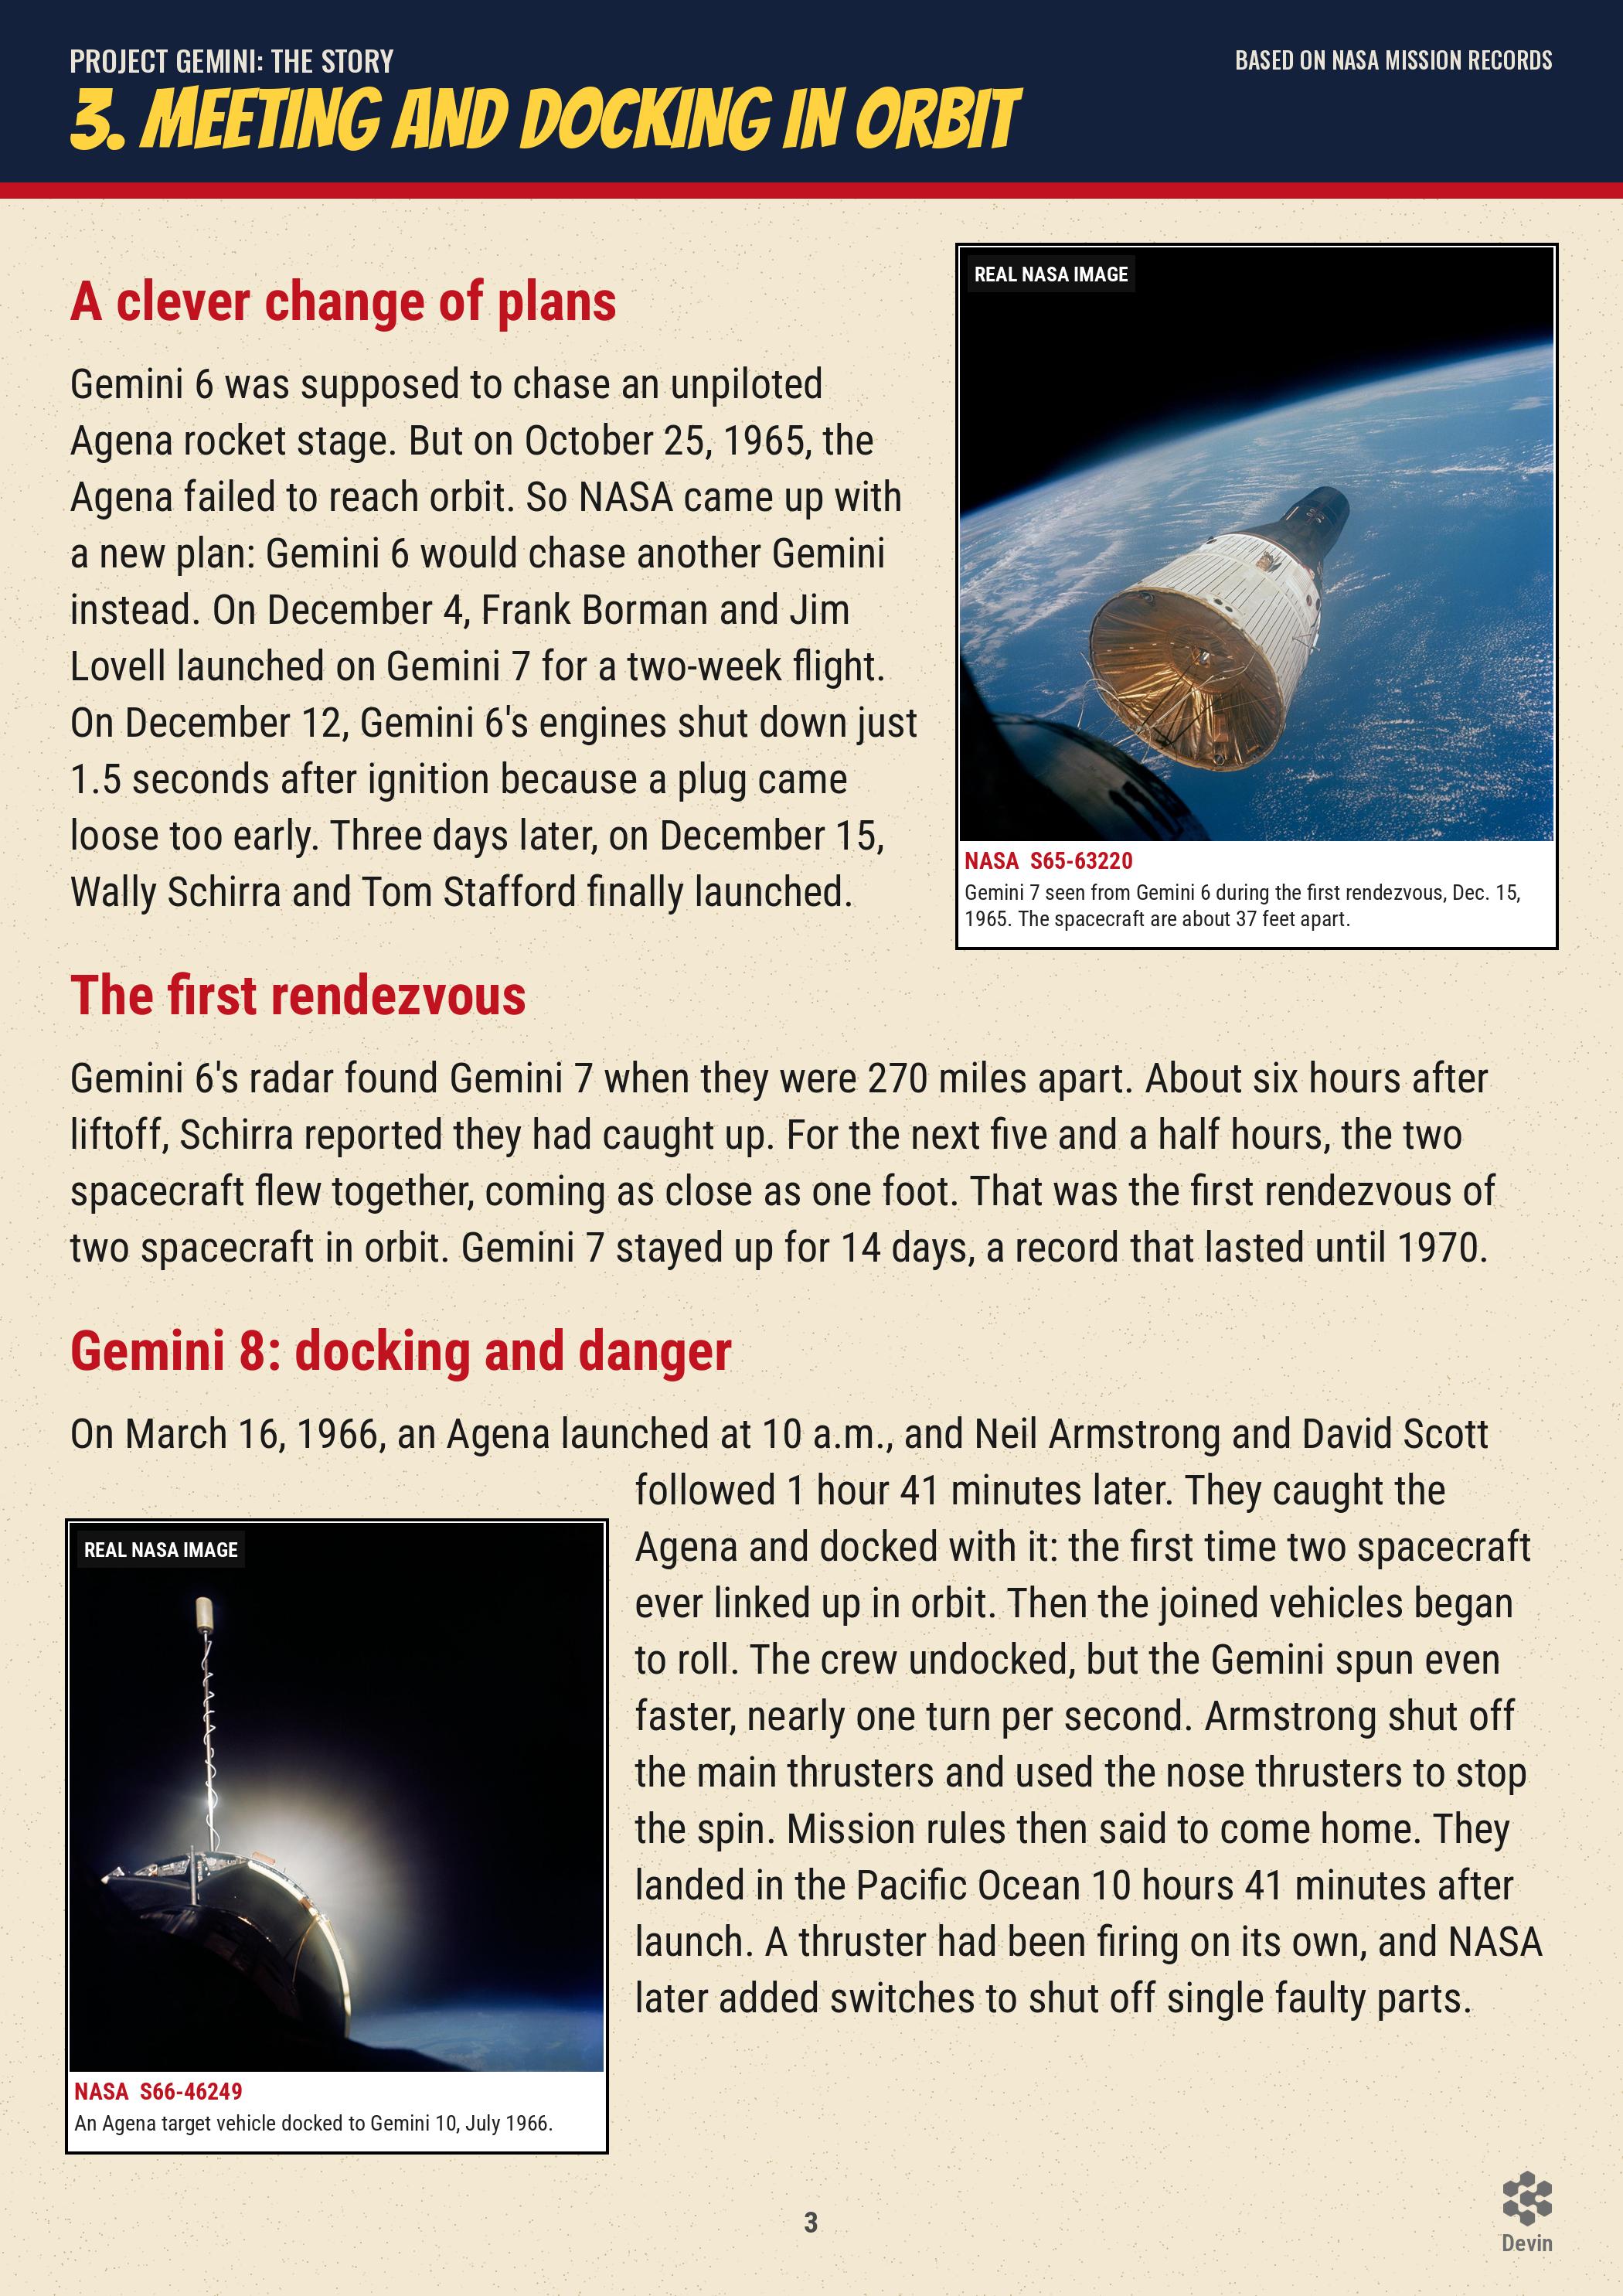 PROJECT GEMINI: THE STORY
BASED ON NASA MISSION RECORDS
3. MEETING AND DOCKING IN ORBIT
A clever change of plans
Gemini 6 was supposed to chase an unpiloted
Agena rocket stage. But on October 25, 1965, the
Agena failed to reach orbit. So NASA came up with
a new plan: Gemini 6 would chase another Gemini
instead. On December 4, Frank Borman and Jim
Lovell launched on Gemini 7 for a two-week flight.
On December 12, Gemini 6's engines shut down just
1.5 seconds after ignition because a plug came
loose too early. Three days later, on December 15,
Wally Schirra and Tom Stafford finally launched.
REAL NASA IMAGE
NASA S65-63220
Gemini 7 seen from Gemini 6 during the first rendezvous, Dec. 15,
1965. The spacecraft are about 37 feet apart.
The first rendezvous
Gemini 6's radar found Gemini 7 when they were 270 miles apart. About six hours after
liftoff, Schirra reported they had caught up. For the next five and a half hours, the two
spacecraft flew together, coming as close as one foot. That was the first rendezvous of
two spacecraft in orbit. Gemini 7 stayed up for 14 days, a record that lasted until 1970.
Gemini 8: docking and danger
On March 16, 1966, an Agena launched at 10 a.m., and Neil Armstrong and David Scott
followed 1 hour 41 minutes later. They caught the
Agena and docked with it: the first time two spacecraft
ever linked up in orbit. Then the joined vehicles began
to roll. The crew undocked, but the Gemini spun even
faster, nearly one turn per second. Armstrong shut off
the main thrusters and used the nose thrusters to stop
the spin. Mission rules then said to come home. They
landed in the Pacific Ocean 10 hours 41 minutes after
launch. A thruster had been firing on its own, and NASA
later added switches to shut off single faulty parts.
REAL NASA IMAGE
NASA S66-46249
An Agena target vehicle docked to Gemini 10, July 1966.
3
Devin